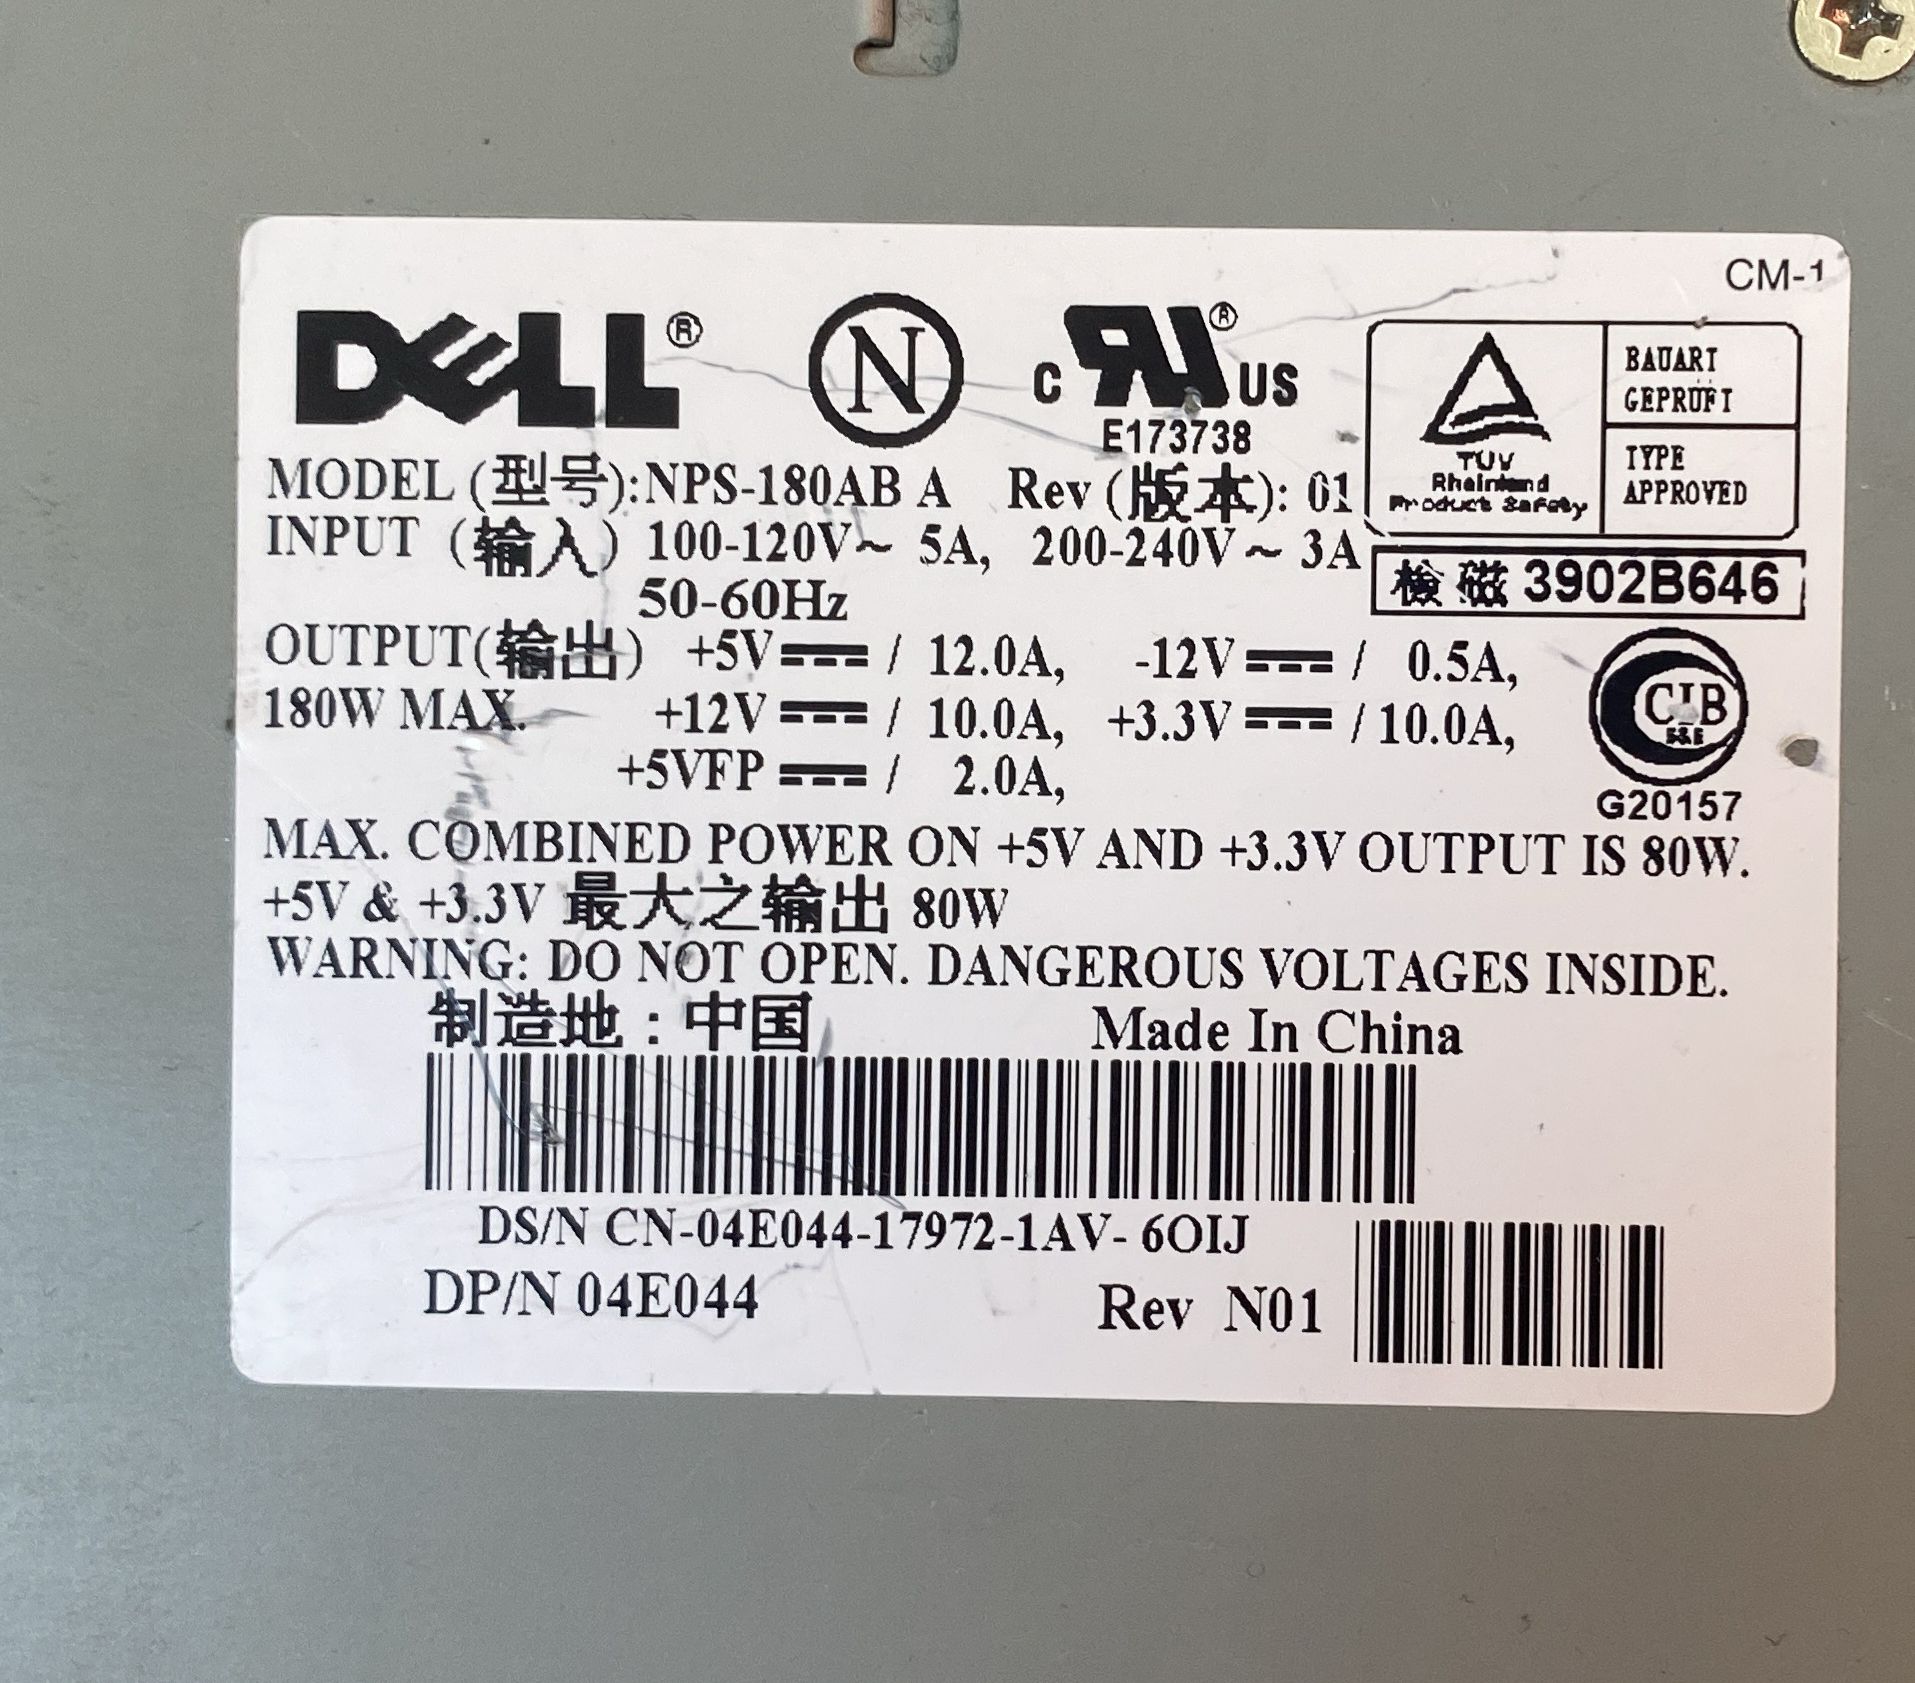 CM-1
DELL®
N
c RU® US
E173738
TÜV
Rheinland
Product Safety
BAUART
GEPRÜFT
TYPE
APPROVED
MODEL (型号):NPS-180AB A Rev (版本): 01
INPUT (输入) 100-120V~ 5A, 200-240V~ 3A
50-60Hz
檢磁 3902B646
OUTPUT(输出) +5V⎓/ 12.0A, -12V⎓/ 0.5A,
180W MAX. +12V⎓/ 10.0A, +3.3V⎓/10.0A,
+5VFP⎓/ 2.0A,
CIB
G20157
MAX. COMBINED POWER ON +5V AND +3.3V OUTPUT IS 80W.
+5V & +3.3V 最大之输出 80W
WARNING: DO NOT OPEN. DANGEROUS VOLTAGES INSIDE.
制造地：中国 Made In China
DS/N CN-04E044-17972-1AV- 6OIJ
DP/N 04E044 Rev N01